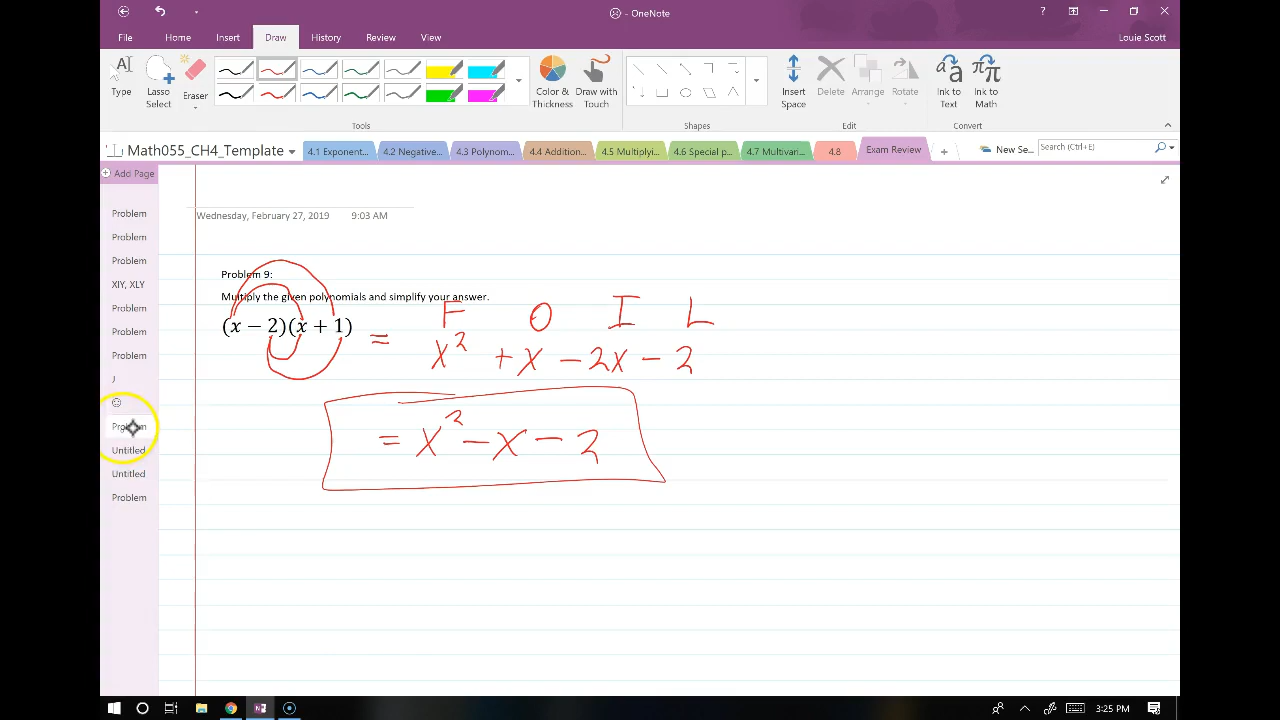 ☹ - OneNote
?
File Home Insert Draw History Review View
Louie Scott
Type
Lasso Select
Eraser
Color & Thickness
Draw with Touch
Insert Space
Delete
Arrange
Rotate
Ink to Text
Ink to Math
Tools
Shapes
Edit
Convert
Math055_CH4_Template
4.1 Exponent...
4.2 Negative...
4.3 Polynom...
4.4 Addition...
4.5 Multiplyi...
4.6 Special p...
4.7 Multivari...
4.8
Exam Review
+
New Se...
Search (Ctrl+E)
Add Page
Problem
Problem
Problem
XIY, XLY
Problem
Problem
Problem
J
☹
Problem
Untitled
Untitled
Problem
Wednesday, February 27, 2019 9:03 AM
Problem 9:
Multiply the given polynomials and simplify your answer.
F O I L
(x − 2)(x + 1) = x² + x − 2x − 2
= x² − x − 2
3:25 PM